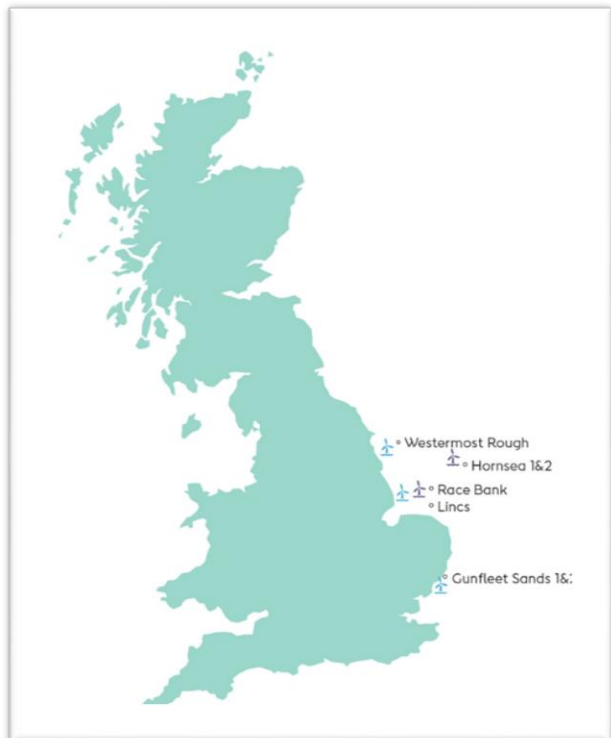 Westermost Rough
Hornsea 1&2
Race Bank
Lincs
Gunfleet Sands 1&